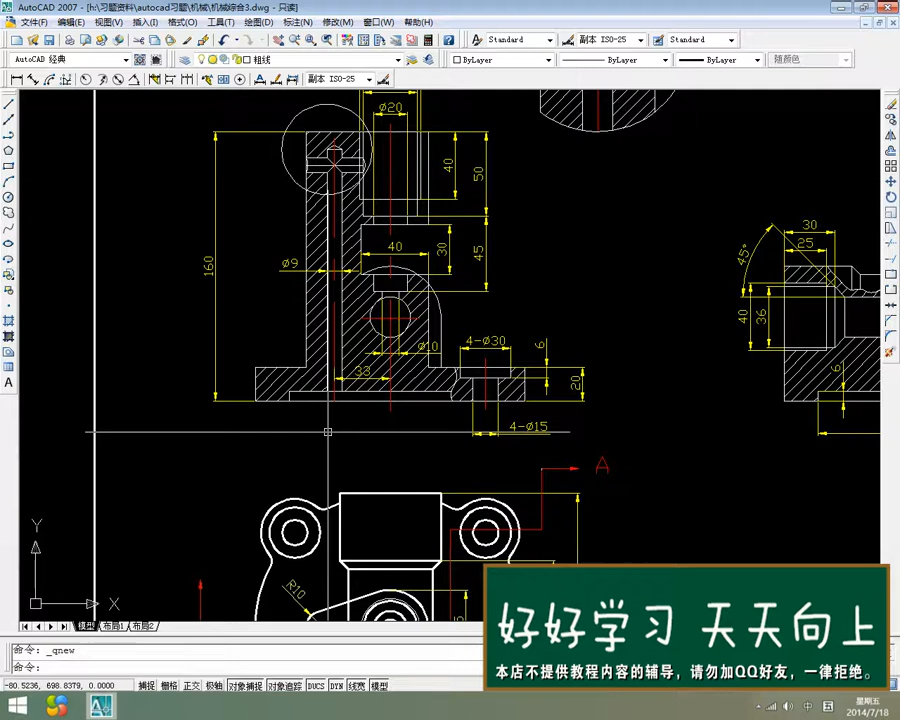 AutoCAD 2007 - [h:\习题资料\autocad习题\机械\机械综合3.dwg - 只读]
文件(F) 编辑(E) 视图(V) 插入(I) 格式(O) 工具(T) 绘图(D) 标注(N) 修改(M) 窗口(W) 帮助(H)
Standard 副本 ISO-25 Standard
AutoCAD 经典 粗线 ByLayer ByLayer ByLayer 随颜色
副本 ISO-25
ø20
40
50
160
40
30
45
ø9
ø10
33
4-ø30
6
20
4-ø15
30
25
45°
40
36
6
A
R10
Y
X
模型 布局1 布局2
命令: _qnew
命令:
-80.5236, 698.8379, 0.0000 捕捉 栅格 正交 极轴 对象捕捉 对象追踪 DUCS DYN 线宽 模型
好好学习 天天向上
本店不提供教程内容的辅导，请勿加QQ好友，一律拒绝。
中
五
星期五
2014/7/18